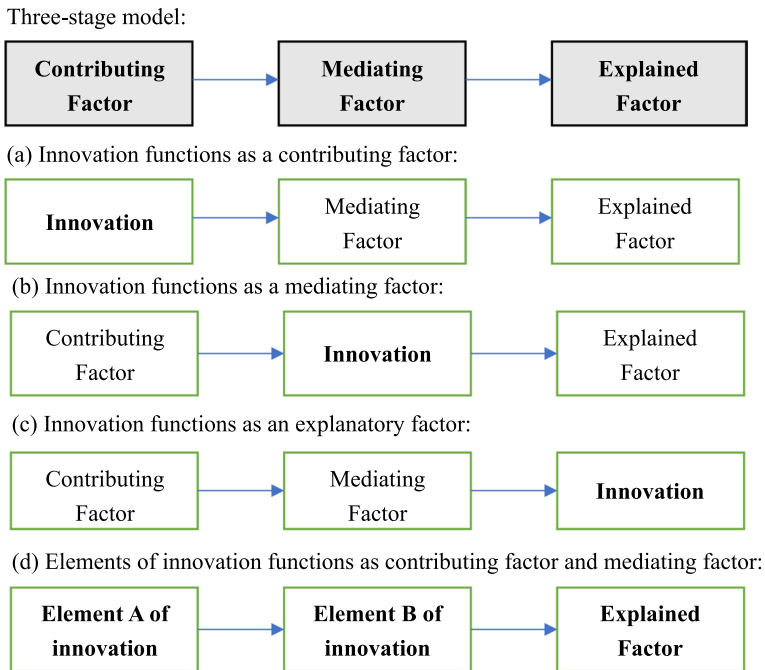 Three-stage model:
Contributing
Factor
Mediating
Factor
Explained
Factor
(a) Innovation functions as a contributing factor:
Innovation
Mediating
Factor
Explained
Factor
(b) Innovation functions as a mediating factor:
Contributing
Factor
Innovation
Explained
Factor
(c) Innovation functions as an explanatory factor:
Contributing
Factor
Mediating
Factor
Innovation
(d) Elements of innovation functions as contributing factor and mediating factor:
Element A of
innovation
Element B of
innovation
Explained
Factor